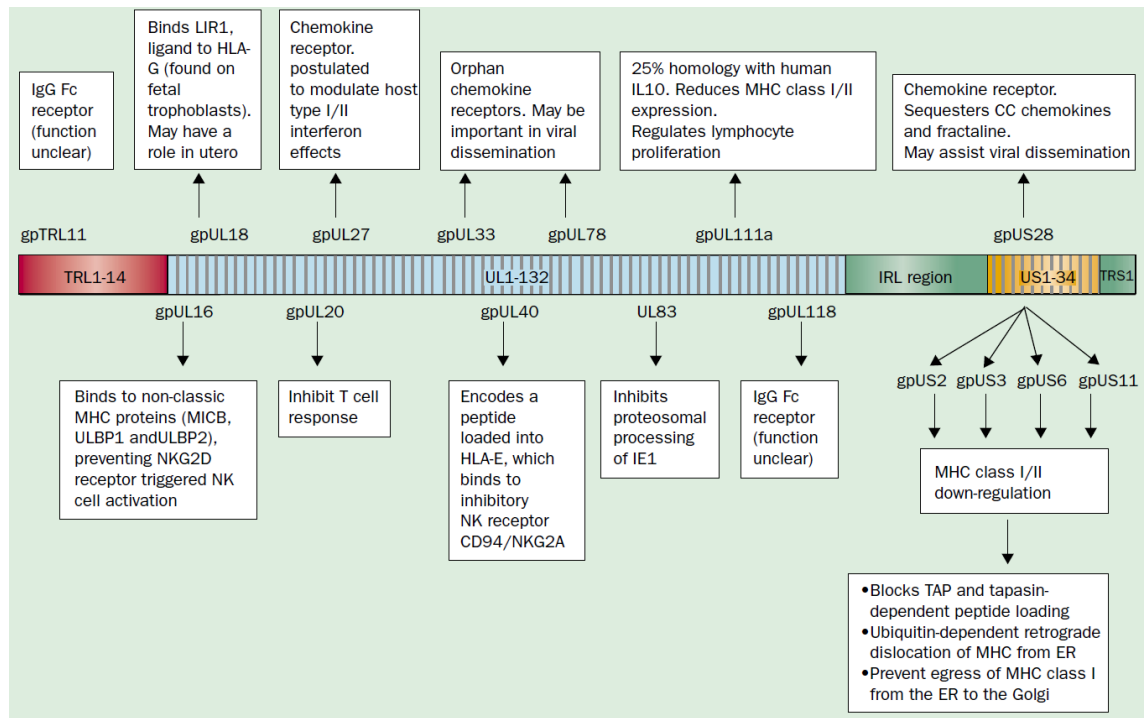 IgG Fc
receptor
(function
unclear)
Binds LIR1,
ligand to HLA-
G (found on
fetal
trophoblasts).
May have a
role in utero
Chemokine
receptor.
postulated
to modulate host
type I/II
interferon
effects
Orphan
chemokine
receptors. May be
important in viral
dissemination
25% homology with human
IL10. Reduces MHC class I/II
expression.
Regulates lymphocyte
proliferation
Chemokine receptor.
Sequesters CC chemokines
and fractaline.
May assist viral dissemination
gpTRL11
gpUL18
gpUL27
gpUL33
gpUL78
gpUL111a
gpUS28
TRL1-14
UL1-132
IRL region
US1-34
TRS1
gpUL16
gpUL20
gpUL40
UL83
gpUL118
Binds to non-classic
MHC proteins (MICB,
ULBP1 andULBP2),
preventing NKG2D
receptor triggered NK
cell activation
Inhibit T cell
response
Encodes a
peptide
loaded into
HLA-E, which
binds to
inhibitory
NK receptor
CD94/NKG2A
Inhibits
proteosomal
processing
of IE1
IgG Fc
receptor
(function
unclear)
gpUS2
gpUS3
gpUS6
gpUS11
MHC class I/II
down-regulation
•Blocks TAP and tapasin-
dependent peptide loading
•Ubiquitin-dependent retrograde
dislocation of MHC from ER
•Prevent egress of MHC class I
from the ER to the Golgi